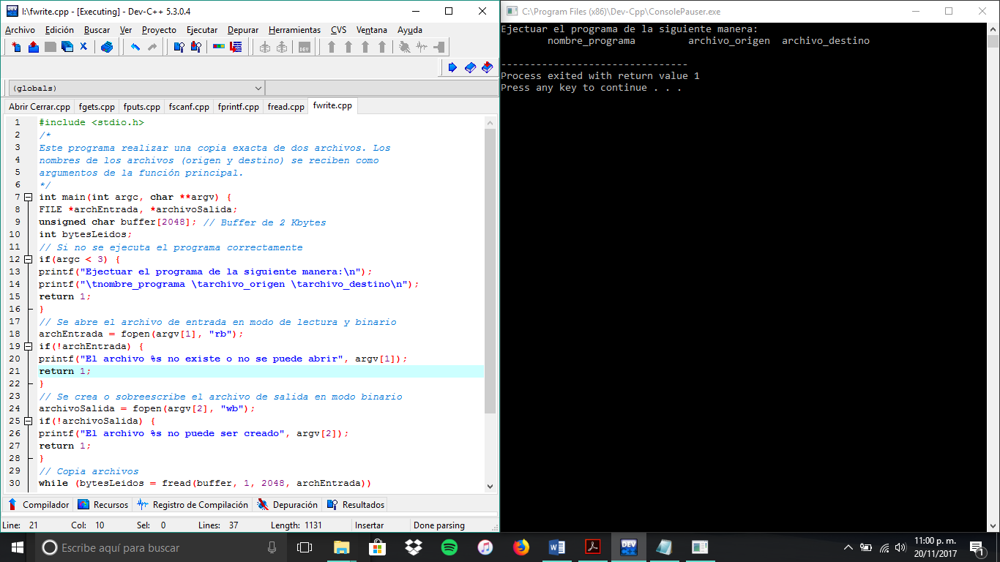 I:\fwrite.cpp - [Executing] - Dev-C++ 5.3.0.4
Archivo Edición Buscar Ver Proyecto Ejecutar Depurar Herramientas CVS Ventana Ayuda
DEV
(globals)
Abrir Cerrar.cpp fgets.cpp fputs.cpp fscanf.cpp fprintf.cpp fread.cpp fwrite.cpp
1 #include <stdio.h>
2 /*
3 Este programa realizar una copia exacta de dos archivos. Los
4 nombres de los archivos (origen y destino) se reciben como
5 argumentos de la función principal.
6 */
7 int main(int argc, char **argv) {
8 FILE *archEntrada, *archivoSalida;
9 unsigned char buffer[2048]; // Buffer de 2 Kbytes
10 int bytesLeidos;
11 // Si no se ejecuta el programa correctamente
12 if(argc < 3) {
13 printf("Ejectuar el programa de la siguiente manera:\n");
14 printf("\tnombre_programa \tarchivo_origen \tarchivo_destino\n");
15 return 1;
16 }
17 // Se abre el archivo de entrada en modo de lectura y binario
18 archEntrada = fopen(argv[1], "rb");
19 if(!archEntrada) {
20 printf("El archivo %s no existe o no se puede abrir", argv[1]);
21 return 1;
22 }
23 // Se crea o sobreescribe el archivo de salida en modo binario
24 archivoSalida = fopen(argv[2], "wb");
25 if(!archivoSalida) {
26 printf("El archivo %s no puede ser creado", argv[2]);
27 return 1;
28 }
29 // Copia archivos
30 while (bytesLeidos = fread(buffer, 1, 2048, archEntrada))
Compilador Recursos Registro de Compilación Depuración Resultados
Line: 21 Col: 10 Sel: 0 Lines: 37 Length: 1131 Insertar Done parsing
C:\Program Files (x86)\Dev-Cpp\ConsolePauser.exe
Ejectuar el programa de la siguiente manera:
nombre_programa archivo_origen archivo_destino
--------------------------------
Process exited with return value 1
Press any key to continue . . .
Escribe aquí para buscar
DEV
11:00 p. m.
20/11/2017
1